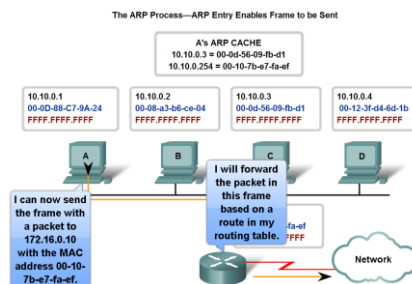 The ARP Process—ARP Entry Enables Frame to be Sent
A's ARP CACHE
10.10.0.3 = 00-0d-56-09-fb-d1
10.10.0.254 = 00-10-7b-e7-fa-ef
10.10.0.1
00-0D-88-C7-9A-24
FFFF.FFFF.FFFF
10.10.0.2
00-08-a3-b6-ce-04
FFFF.FFFF.FFFF
10.10.0.3
00-0d-56-09-fb-d1
FFFF.FFFF.FFFF
10.10.0.4
00-12-3f-d4-6d-1b
FFFF.FFFF.FFFF
A
B
C
D
I can now send
the frame with
a packet to
172.16.0.10
with the MAC
address 00-10-
7b-e7-fa-ef.
I will forward
the packet in
this frame
based on a
route in my
routing table.
-fa-ef
FFFF
Network